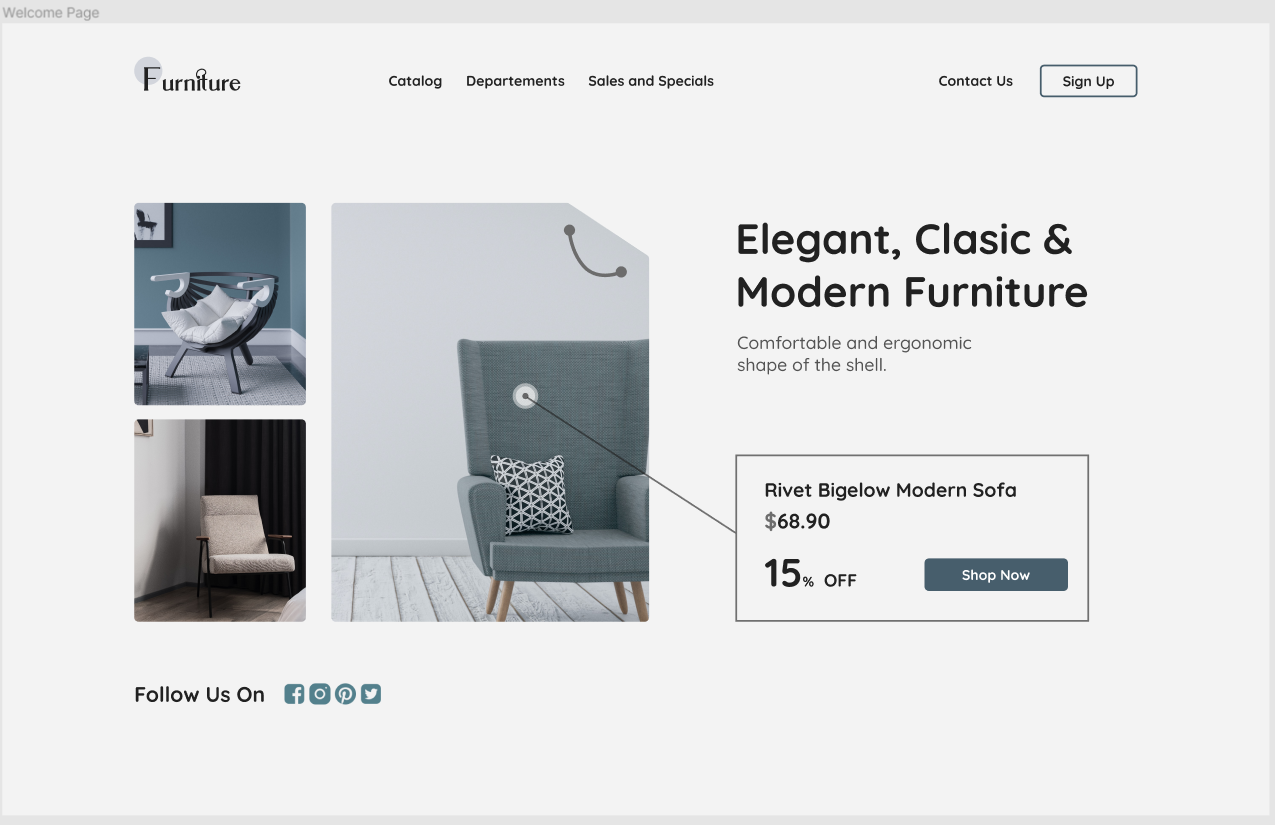 Welcome Page
Furniture
Catalog Departements Sales and Specials Contact Us Sign Up
Elegant, Clasic &
Modern Furniture
Comfortable and ergonomic
shape of the shell.
Rivet Bigelow Modern Sofa
$68.90
15% OFF
Shop Now
Follow Us On